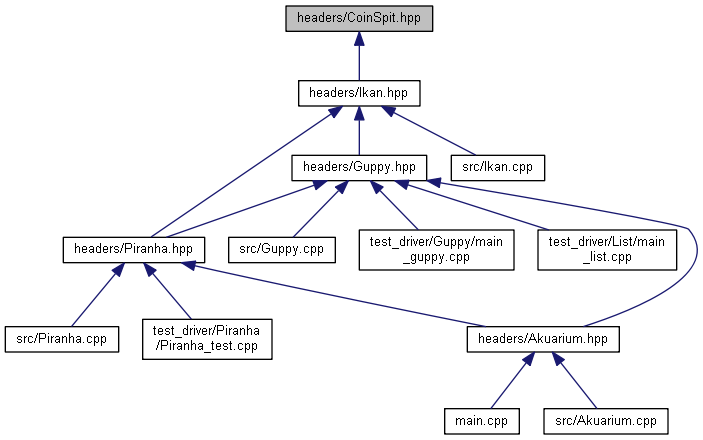 headers/CoinSpit.hpp
headers/Ikan.hpp
headers/Guppy.hpp
src/Ikan.cpp
headers/Piranha.hpp
src/Guppy.cpp
test_driver/Guppy/main
_guppy.cpp
test_driver/List/main
_list.cpp
src/Piranha.cpp
test_driver/Piranha
/Piranha_test.cpp
headers/Akuarium.hpp
main.cpp
src/Akuarium.cpp